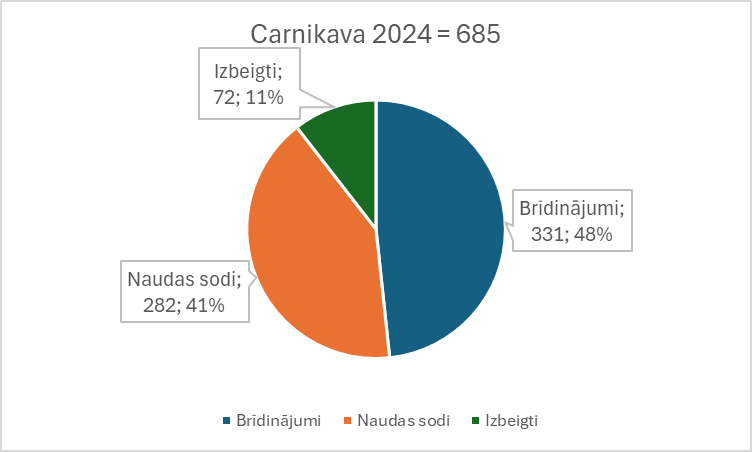 Carnikava 2024 = 685
Izbeigti;
72; 11%
Brīdinājumi;
331; 48%
Naudas sodi;
282; 41%
Brīdinājumi Naudas sodi Izbeigti